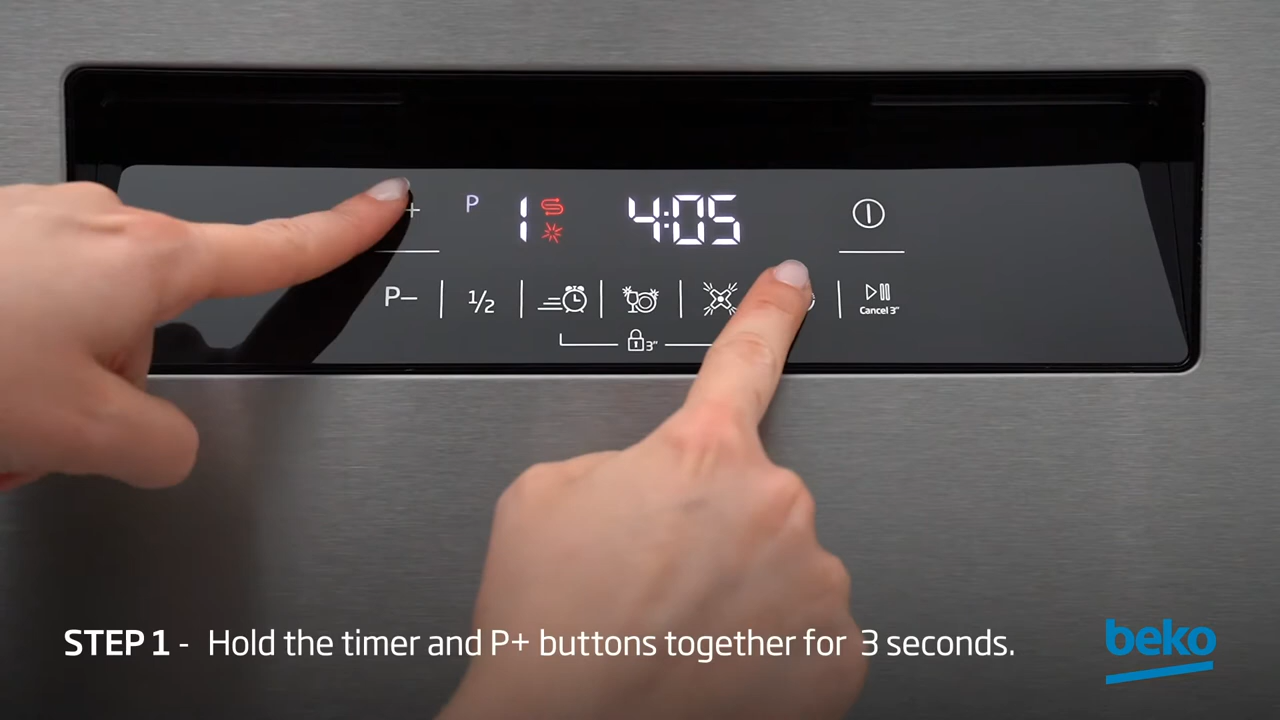 +
P
1
4:05
P–
1/2
Cancel 3"
3"
STEP 1 - Hold the timer and P+ buttons together for 3 seconds.
beko